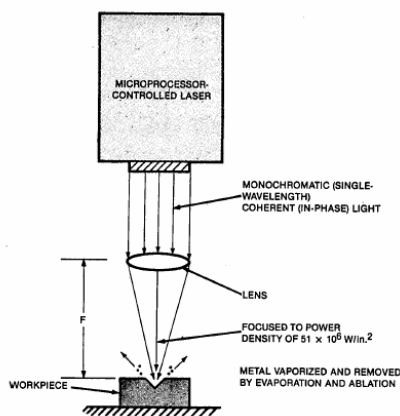 MICROPROCESSOR-
CONTROLLED LASER
MONOCHROMATIC (SINGLE-
WAVELENGTH)
COHERENT (IN-PHASE) LIGHT
LENS
F
FOCUSED TO POWER
DENSITY OF 51 × 10⁶ W/in.²
METAL VAPORIZED AND REMOVED
BY EVAPORATION AND ABLATION
WORKPIECE